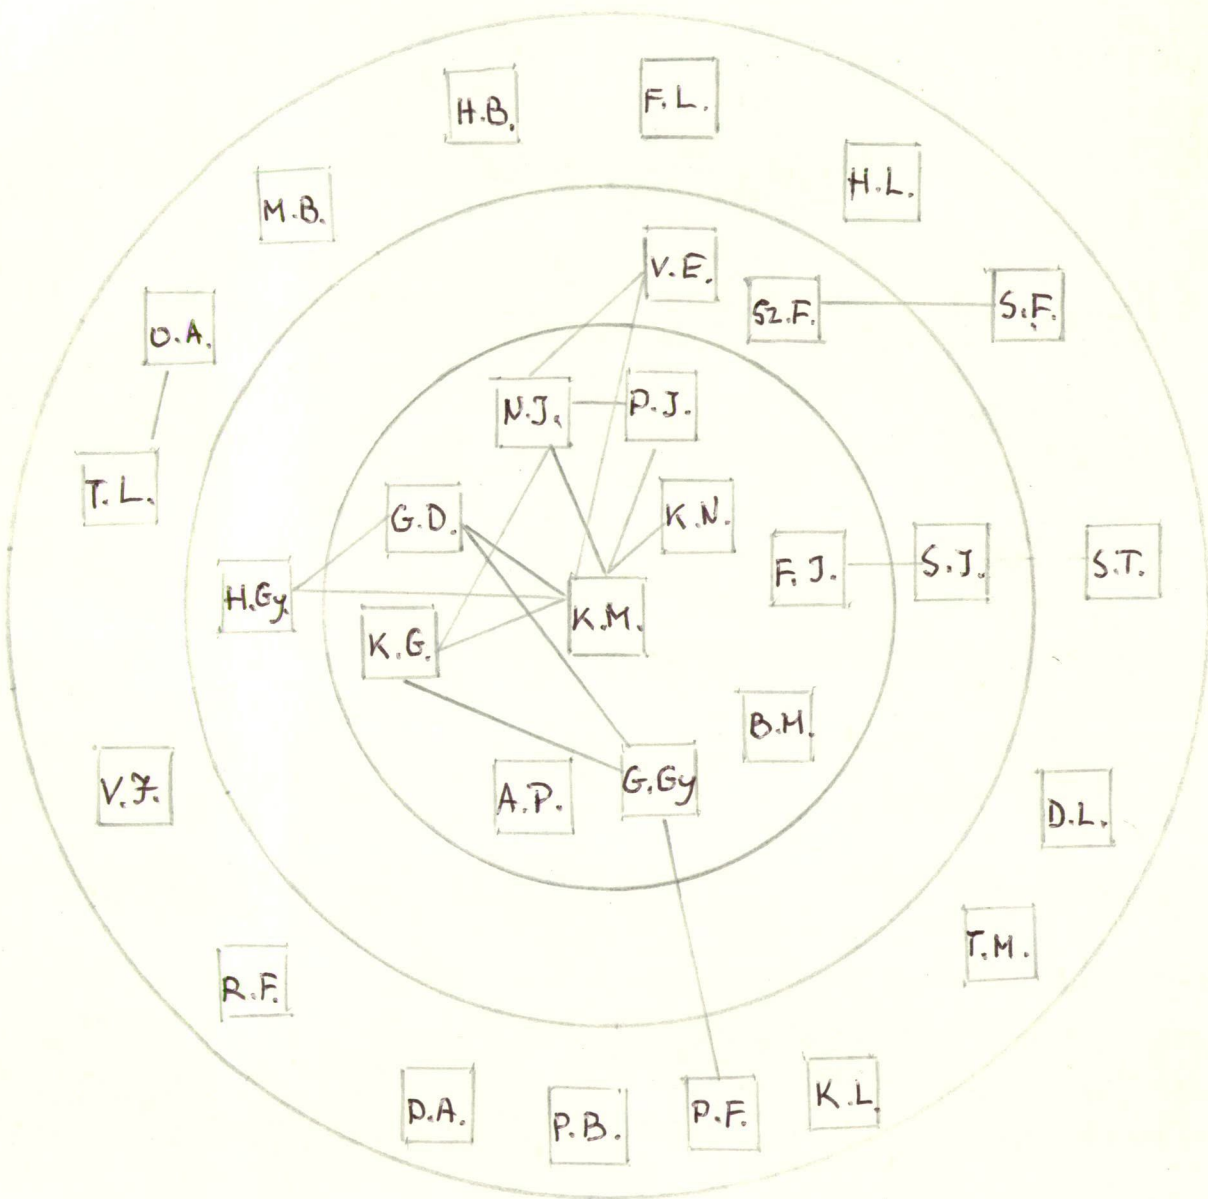 F.L.
H.B.
H.L.
M.B.
V.E.
Sz.F.
S.F.
O.A.
N.J.
P.J.
T.L.
G.D.
K.N.
F.J.
S.J.
S.T.
H.Gy.
K.M.
K.G.
B.M.
V.F.
A.P.
G.Gy
D.L.
T.M.
R.F.
D.A.
P.B.
P.F.
K.L.